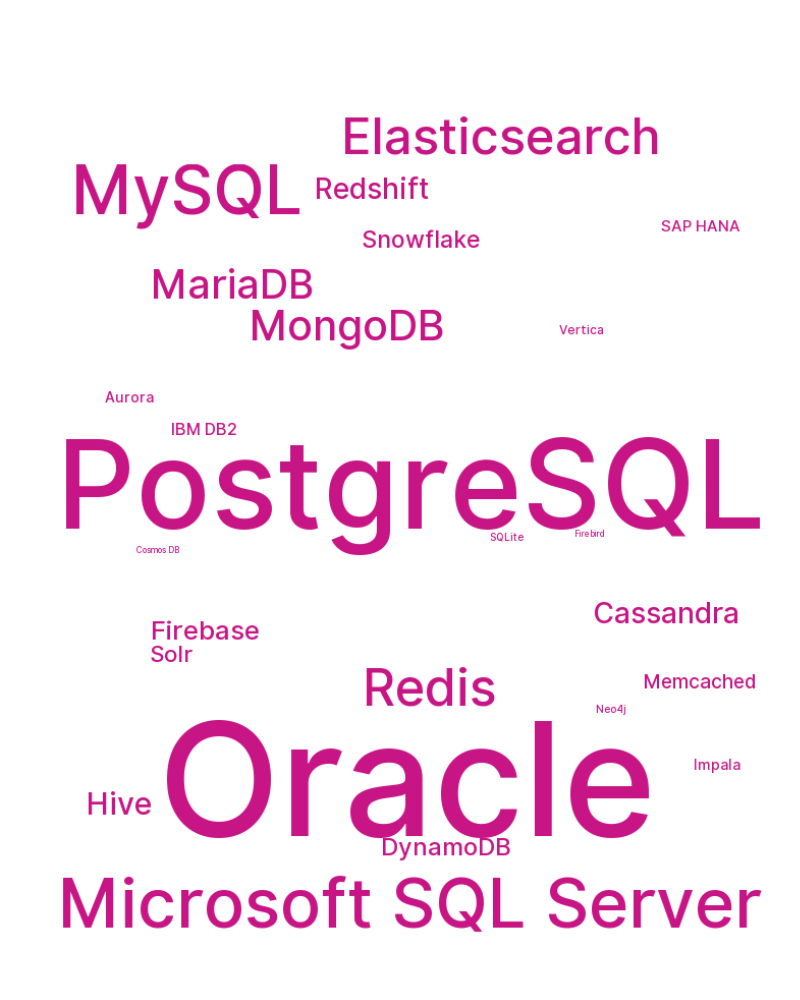 Elasticsearch
MySQL
Redshift
SAP HANA
Snowflake
MariaDB
MongoDB
Vertica
Aurora
IBM DB2
PostgreSQL
SQLite
Firebird
Cosmos DB
Cassandra
Firebase
Solr
Redis
Memcached
Neo4j
Oracle
Impala
Hive
DynamoDB
Microsoft SQL Server